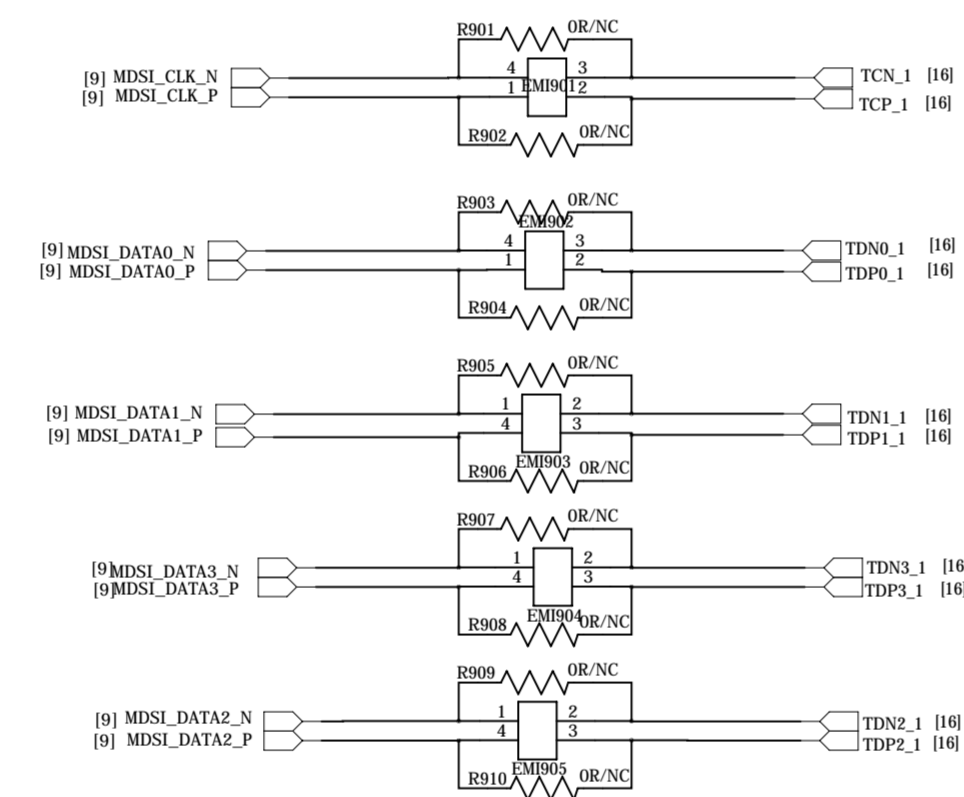 R901 0R/NC
[9] MDSI_CLK_N 4 3 TCN_1 [16]
[9] MDSI_CLK_P 1 EMI901 2 TCP_1 [16]
R902 0R/NC
R903 0R/NC
EMI902
[9] MDSI_DATA0_N 4 3 TDN0_1 [16]
[9] MDSI_DATA0_P 1 2 TDP0_1 [16]
R904 0R/NC
R905 0R/NC
[9] MDSI_DATA1_N 1 2 TDN1_1 [16]
[9] MDSI_DATA1_P 4 3 TDP1_1 [16]
EMI903
R906 0R/NC
R907 0R/NC
[9] MDSI_DATA3_N 1 2 TDN3_1 [16
[9] MDSI_DATA3_P 4 3 TDP3_1 [16]
EMI904
R908 0R/NC
R909 0R/NC
[9] MDSI_DATA2_N 1 2 TDN2_1 [16]
[9] MDSI_DATA2_P 4 3 TDP2_1 [16]
EMI905
R910 0R/NC